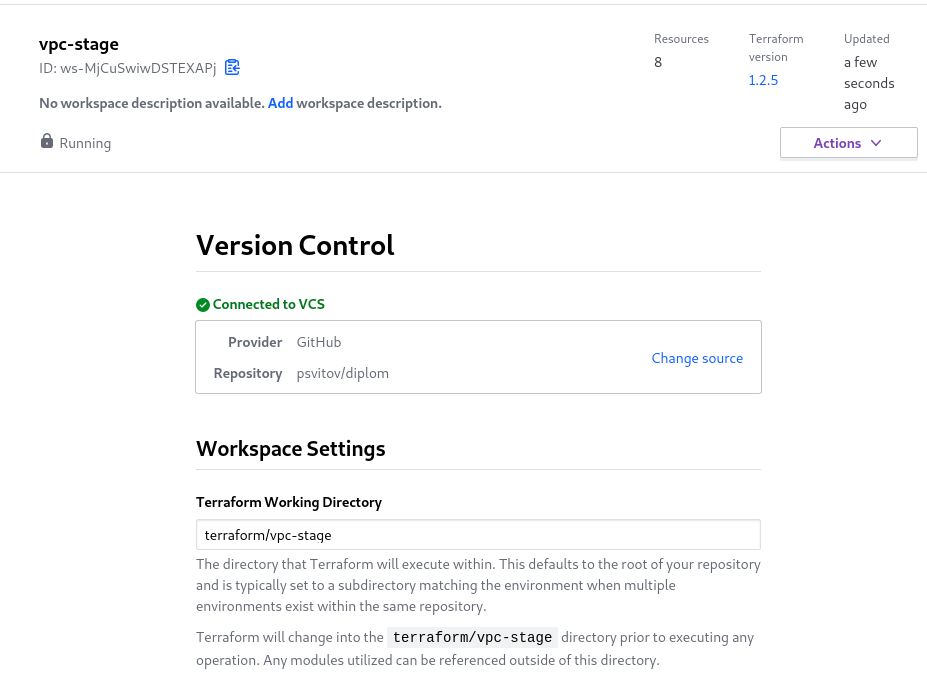 vpc-stage
ID: ws-MjCuSwiwDSTEXAPj
No workspace description available. Add workspace description.
Running
Resources
8
Terraform
version
1.2.5
Updated
a few
seconds
ago
Actions
Version Control
Connected to VCS
Provider GitHub
Repository psvitov/diplom
Change source
Workspace Settings
Terraform Working Directory
terraform/vpc-stage
The directory that Terraform will execute within. This defaults to the root of your repository
and is typically set to a subdirectory matching the environment when multiple
environments exist within the same repository.
Terraform will change into the terraform/vpc-stage directory prior to executing any
operation. Any modules utilized can be referenced outside of this directory.